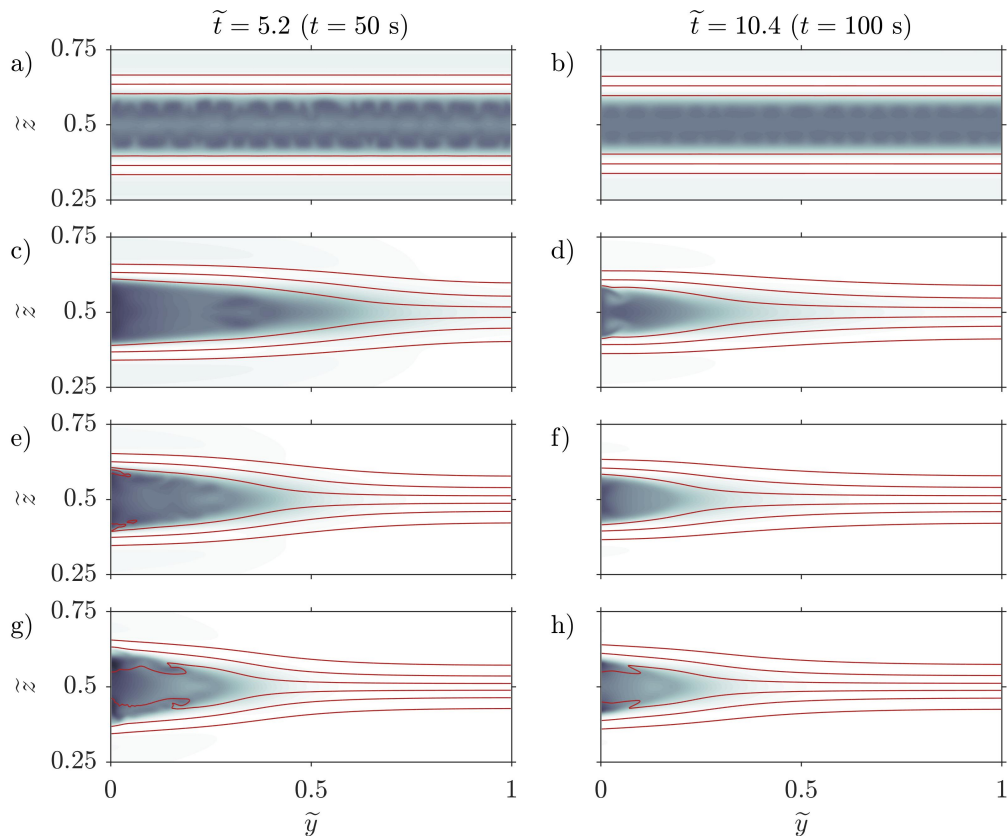 t̃ = 5.2 (t = 50 s)
t̃ = 10.4 (t = 100 s)
a)
0.75
z̃
0.5
0.25
b)
c)
0.75
z̃
0.5
0.25
d)
e)
0.75
z̃
0.5
0.25
f)
g)
0.75
z̃
0.5
0.25
h)
0 0.5 1
ỹ
0 0.5 1
ỹ